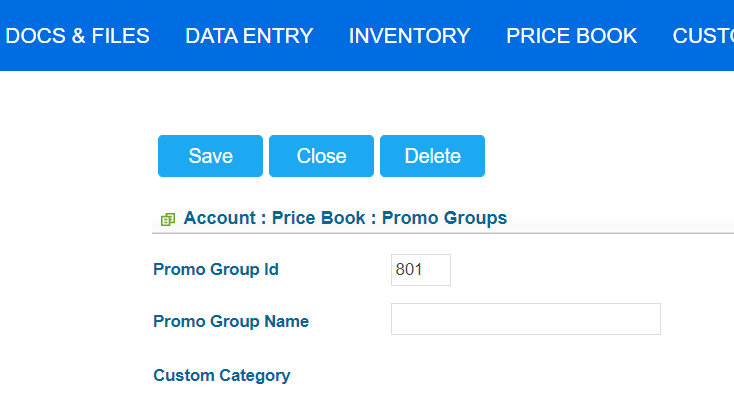 DOCS & FILES DATA ENTRY INVENTORY PRICE BOOK
Save Close Delete
Account : Price Book : Promo Groups
Promo Group Id 801
Promo Group Name
Custom Category